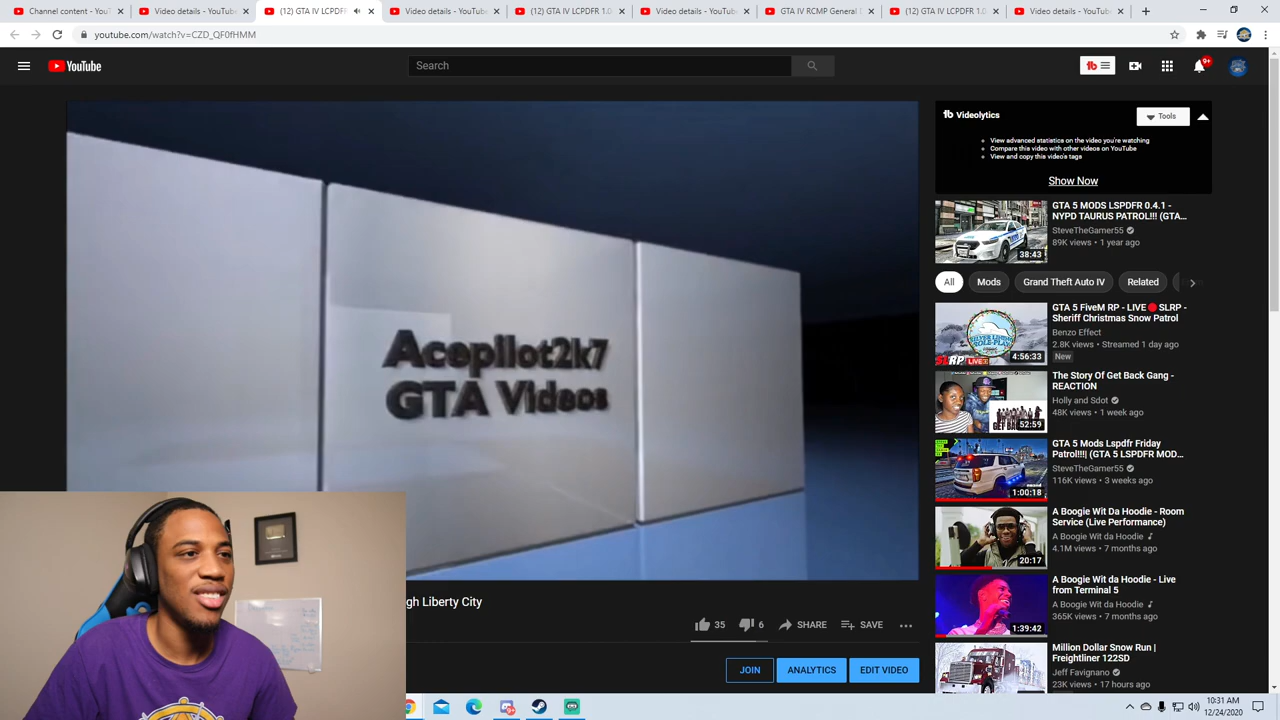 Channel content - YouT
Video details - YouTub
(12) GTA IV LCPDFR
Video details - YouTub
(12) GTA IV LCPDFR 1.0
Video details - YouTub
GTA IV RCMP General D
(12) GTA IV LCPDFR 1.0
Video details - YouTub
youtube.com/watch?v=CZD_QF0fHMM
YouTube
Search
9+
Acepilot2k7
GTA Videos
Videolytics
Tools
View advanced statistics on the video you're watching
Compare this video with other videos on YouTube
View and copy this video's tags
Show Now
GTA 5 MODS LSPDFR 0.4.1 -
NYPD TAURUS PATROL!!! (GTA...
SteveTheGamer55
89K views • 1 year ago
38:43
All
Mods
Grand Theft Auto IV
Related
GTA 5 FiveM RP - LIVE🔴 SLRP -
Sheriff Christmas Snow Patrol
Benzo Effect
2.8K views • Streamed 1 day ago
New
SLRP
LIVE
4:56:33
The Story Of Get Back Gang -
REACTION
Holly and Sdot
48K views • 1 week ago
52:59
GTA 5 Mods Lspdfr Friday
Patrol!!!| (GTA 5 LSPDFR MOD...
SteveTheGamer55
116K views • 3 weeks ago
1:00:18
A Boogie Wit Da Hoodie - Room
Service (Live Performance)
A Boogie Wit da Hoodie
4.1M views • 7 months ago
20:17
A Boogie Wit da Hoodie - Live
from Terminal 5
A Boogie Wit da Hoodie
365K views • 7 months ago
1:39:42
Million Dollar Snow Run |
Freightliner 122SD
Jeff Favignano
23K views • 17 hours ago
gh Liberty City
35
6
SHARE
SAVE
JOIN
ANALYTICS
EDIT VIDEO
10:31 AM
12/24/2020